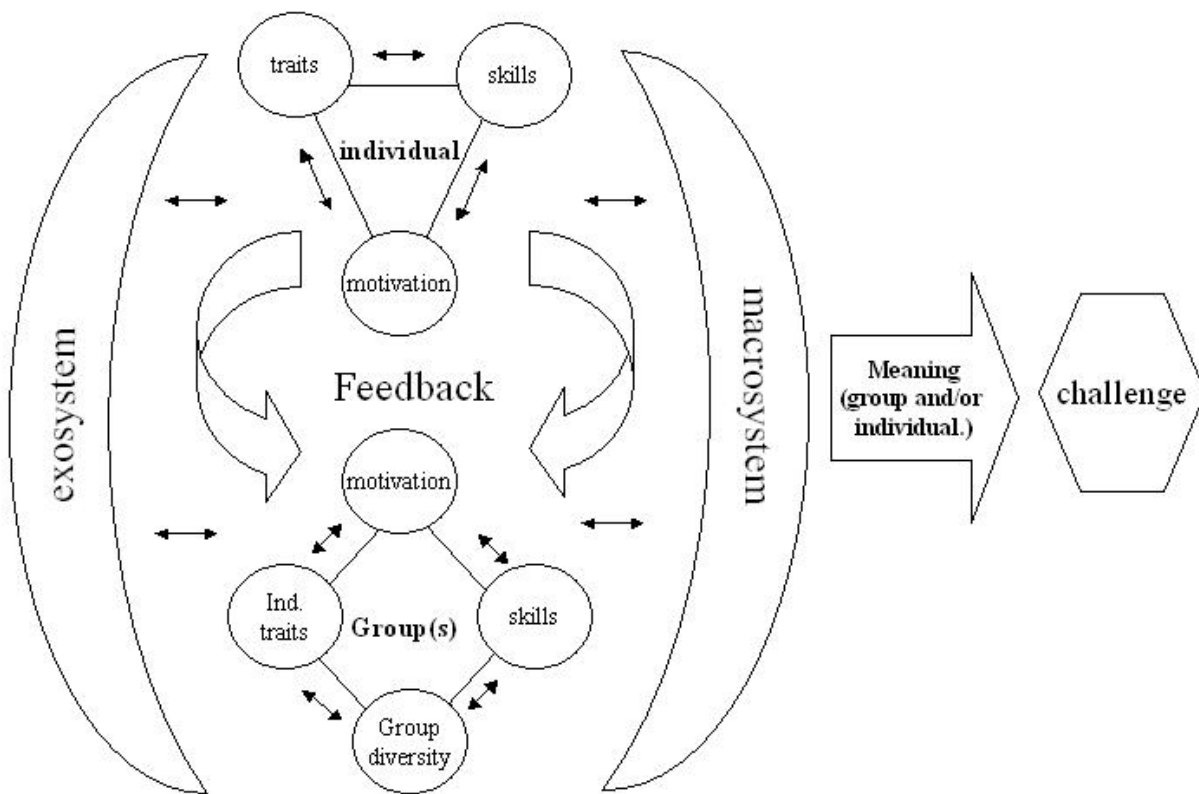 traits
skills
individual
motivation
exosystem
macrosystem
Feedback
Meaning
(group and/or
individual.)
challenge
motivation
Ind.
traits
Group(s)
skills
Group
diversity